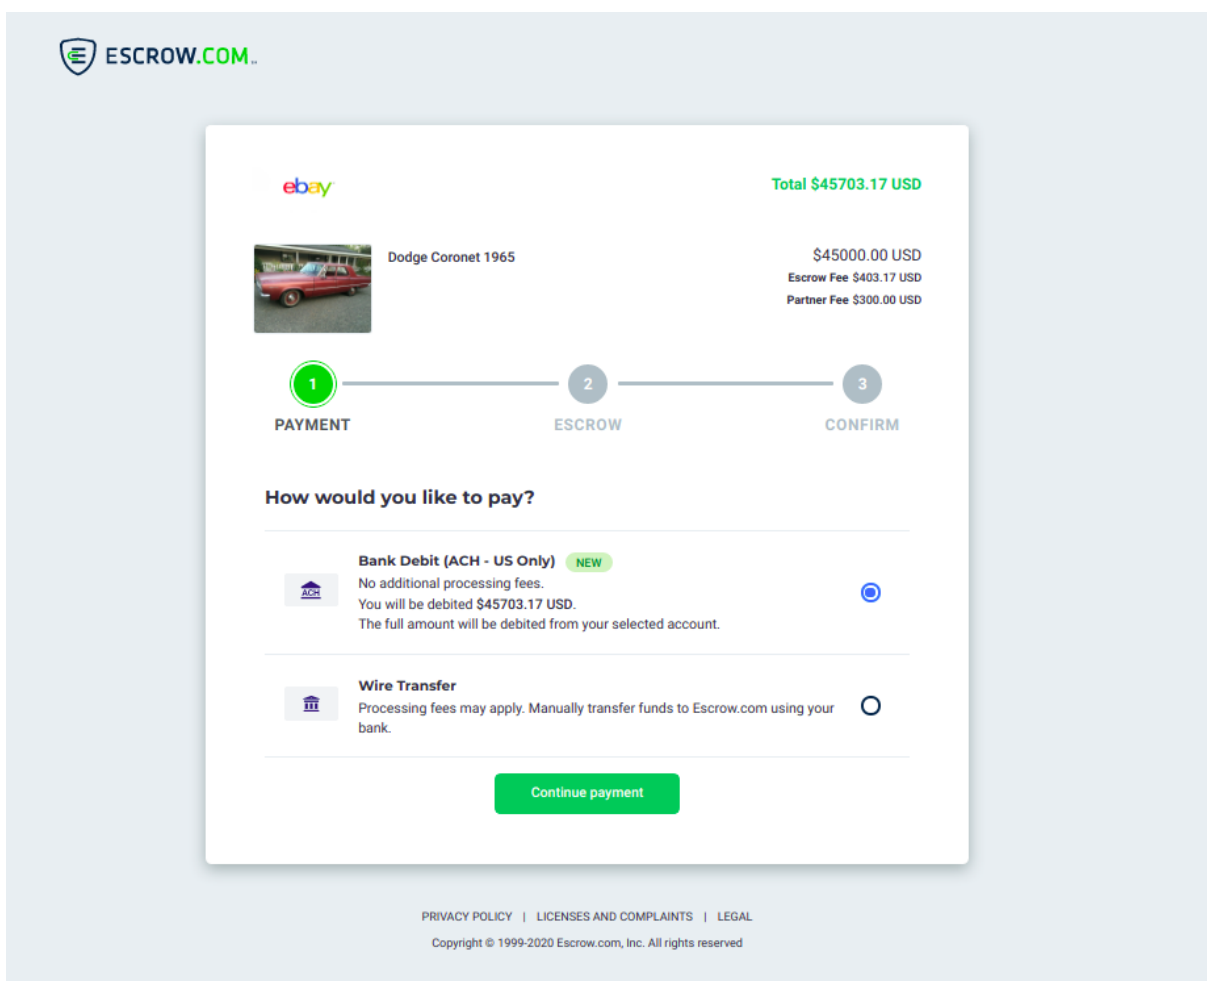 ESCROW.COM
ebay
Total $45703.17 USD
Dodge Coronet 1965
$45000.00 USD
Escrow Fee $403.17 USD
Partner Fee $300.00 USD
1
2
3
PAYMENT
ESCROW
CONFIRM
How would you like to pay?
Bank Debit (ACH - US Only) NEW
ACH
No additional processing fees.
You will be debited $45703.17 USD.
The full amount will be debited from your selected account.
Wire Transfer
Processing fees may apply. Manually transfer funds to Escrow.com using your
bank.
Continue payment
PRIVACY POLICY | LICENSES AND COMPLAINTS | LEGAL
Copyright © 1999-2020 Escrow.com, Inc. All rights reserved